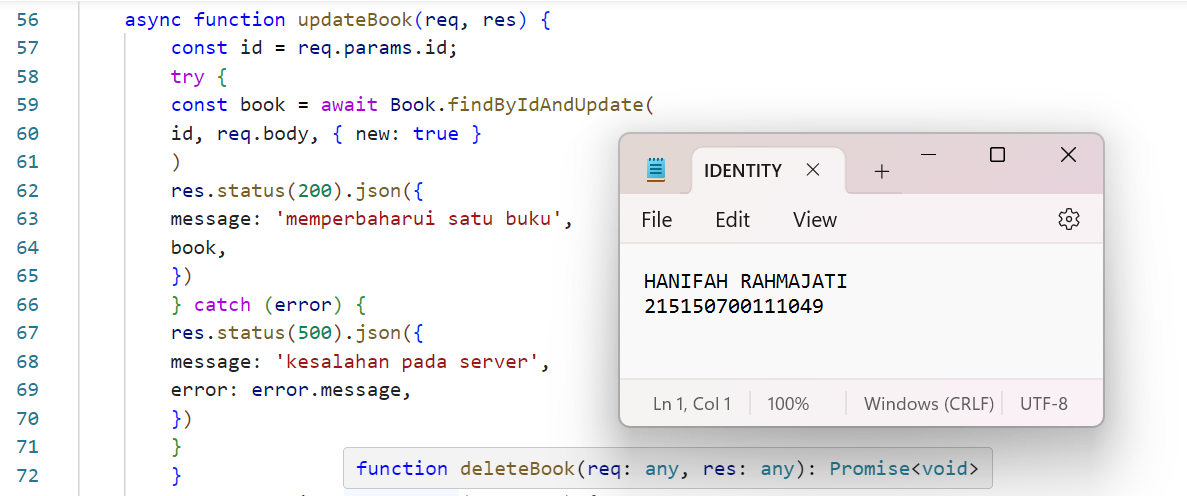 56 async function updateBook(req, res) {
57 const id = req.params.id;
58 try {
59 const book = await Book.findByIdAndUpdate(
60 id, req.body, { new: true }
61 )
62 res.status(200).json({
63 message: 'memperbaharui satu buku',
64 book,
65 })
66 } catch (error) {
67 res.status(500).json({
68 message: 'kesalahan pada server',
69 error: error.message,
70 })
71 }
72 }
function deleteBook(req: any, res: any): Promise<void>
IDENTITY
File Edit View
HANIFAH RAHMAJATI
215150700111049
Ln 1, Col 1 100% Windows (CRLF) UTF-8